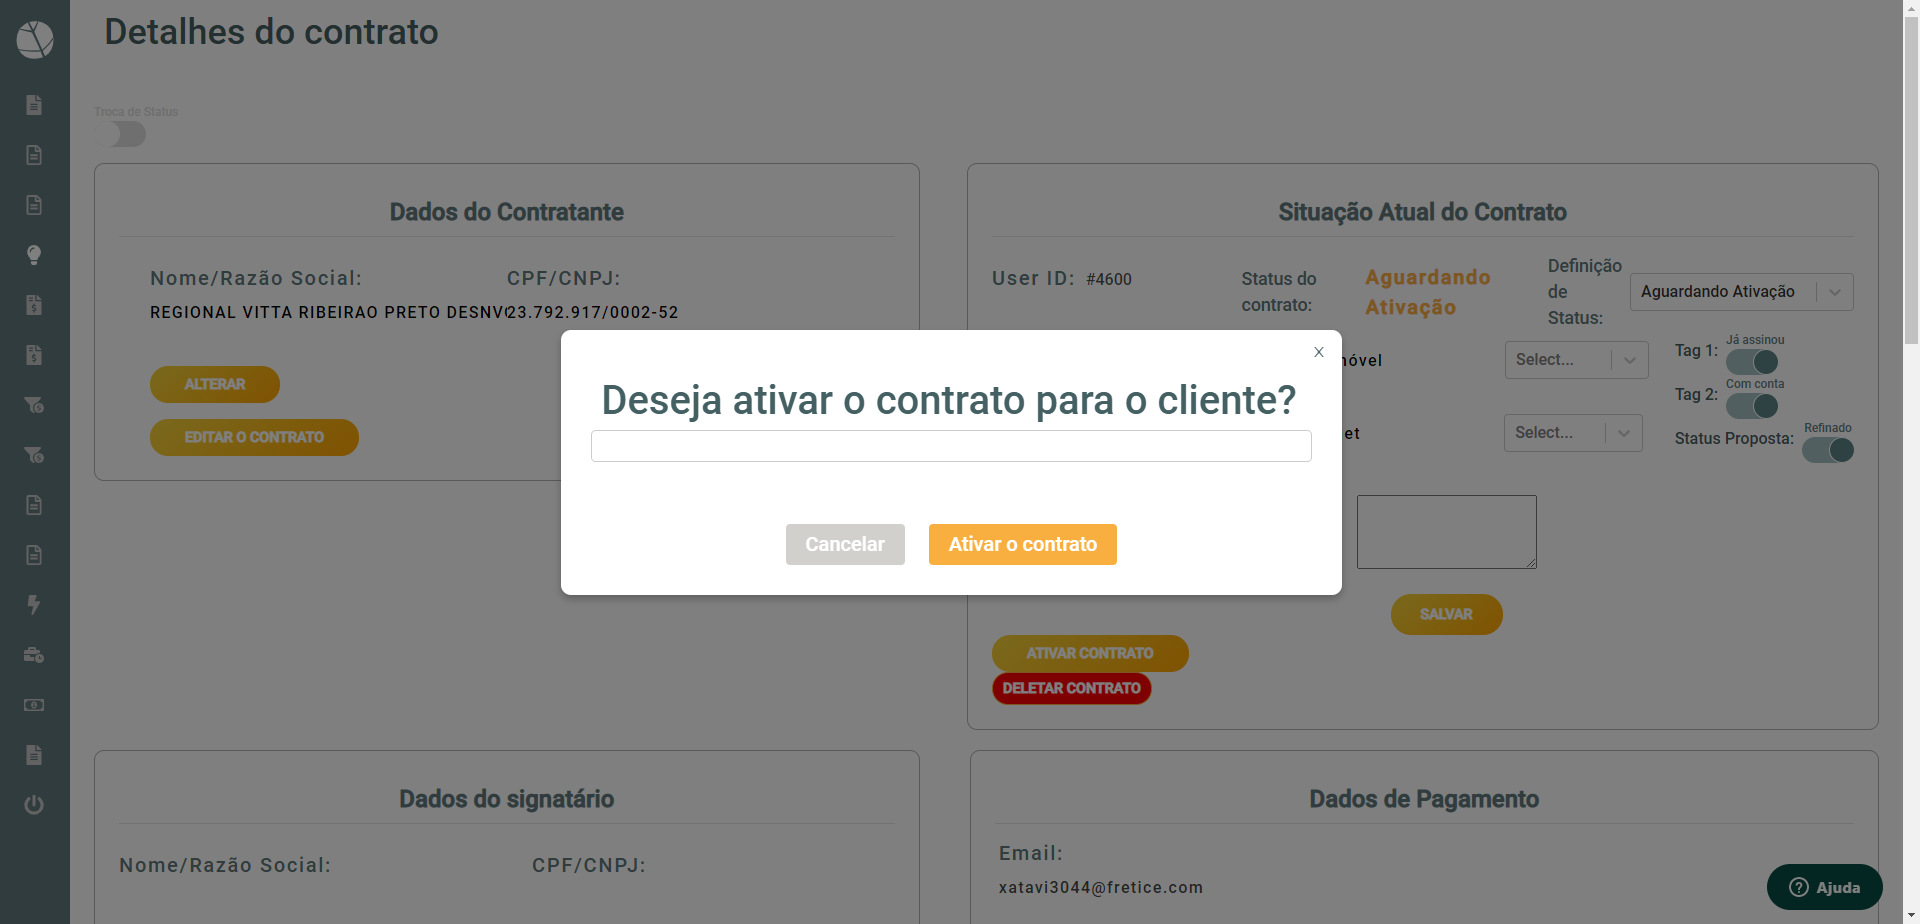 Detalhes do contrato
Troca de Status
Dados do Contratante
Nome/Razão Social:
CPF/CNPJ:
REGIONAL VITTA RIBEIRAO PRETO DESNV
23.792.917/0002-52
ALTERAR
EDITAR O CONTRATO
Situação Atual do Contrato
User ID: #4600
Status do
contrato:
Aguardando
Ativação
Definição
de
Status:
Aguardando Ativação
Select...
Tag 1:
Já assinou
Tag 2:
Com conta
Select...
Status Proposta:
Refinado
SALVAR
ATIVAR CONTRATO
DELETAR CONTRATO
X
Deseja ativar o contrato para o cliente?
Cancelar
Ativar o contrato
Dados do signatário
Nome/Razão Social:
CPF/CNPJ:
Dados de Pagamento
Email:
xatavi3044@fretice.com
Ajuda